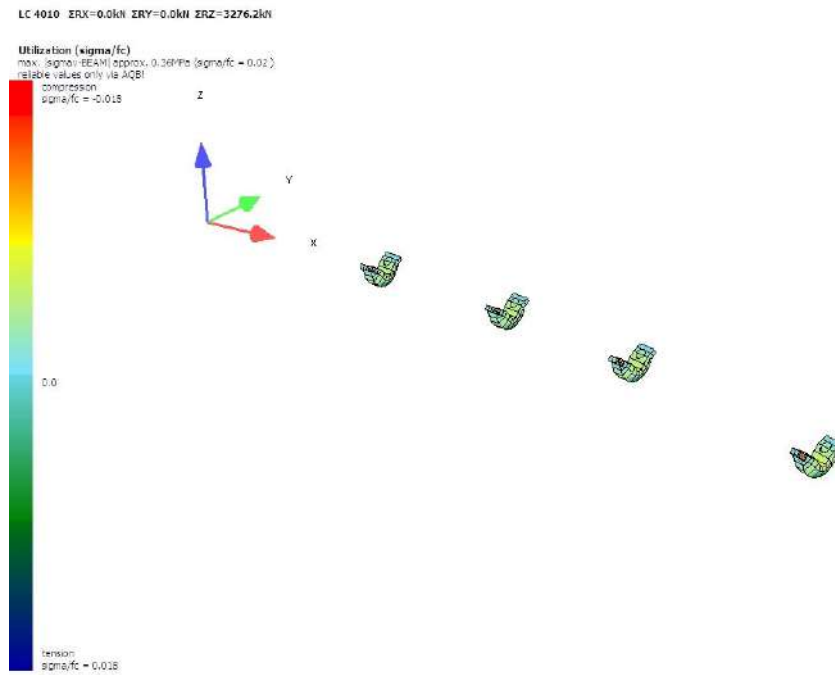 LC 4010 ΣRX=0.0kN ΣRY=0.0kN ΣRZ=3276.2kN
Utilization (sigma/fc)
max. |sigmav-BEAM| approx. 0.36MPa (sigma/fc = 0.02 )
reliable values only via AQB!
compression
sigma/fc = -0.018
Z
Y
X
0.0
tension
sigma/fc = 0.018